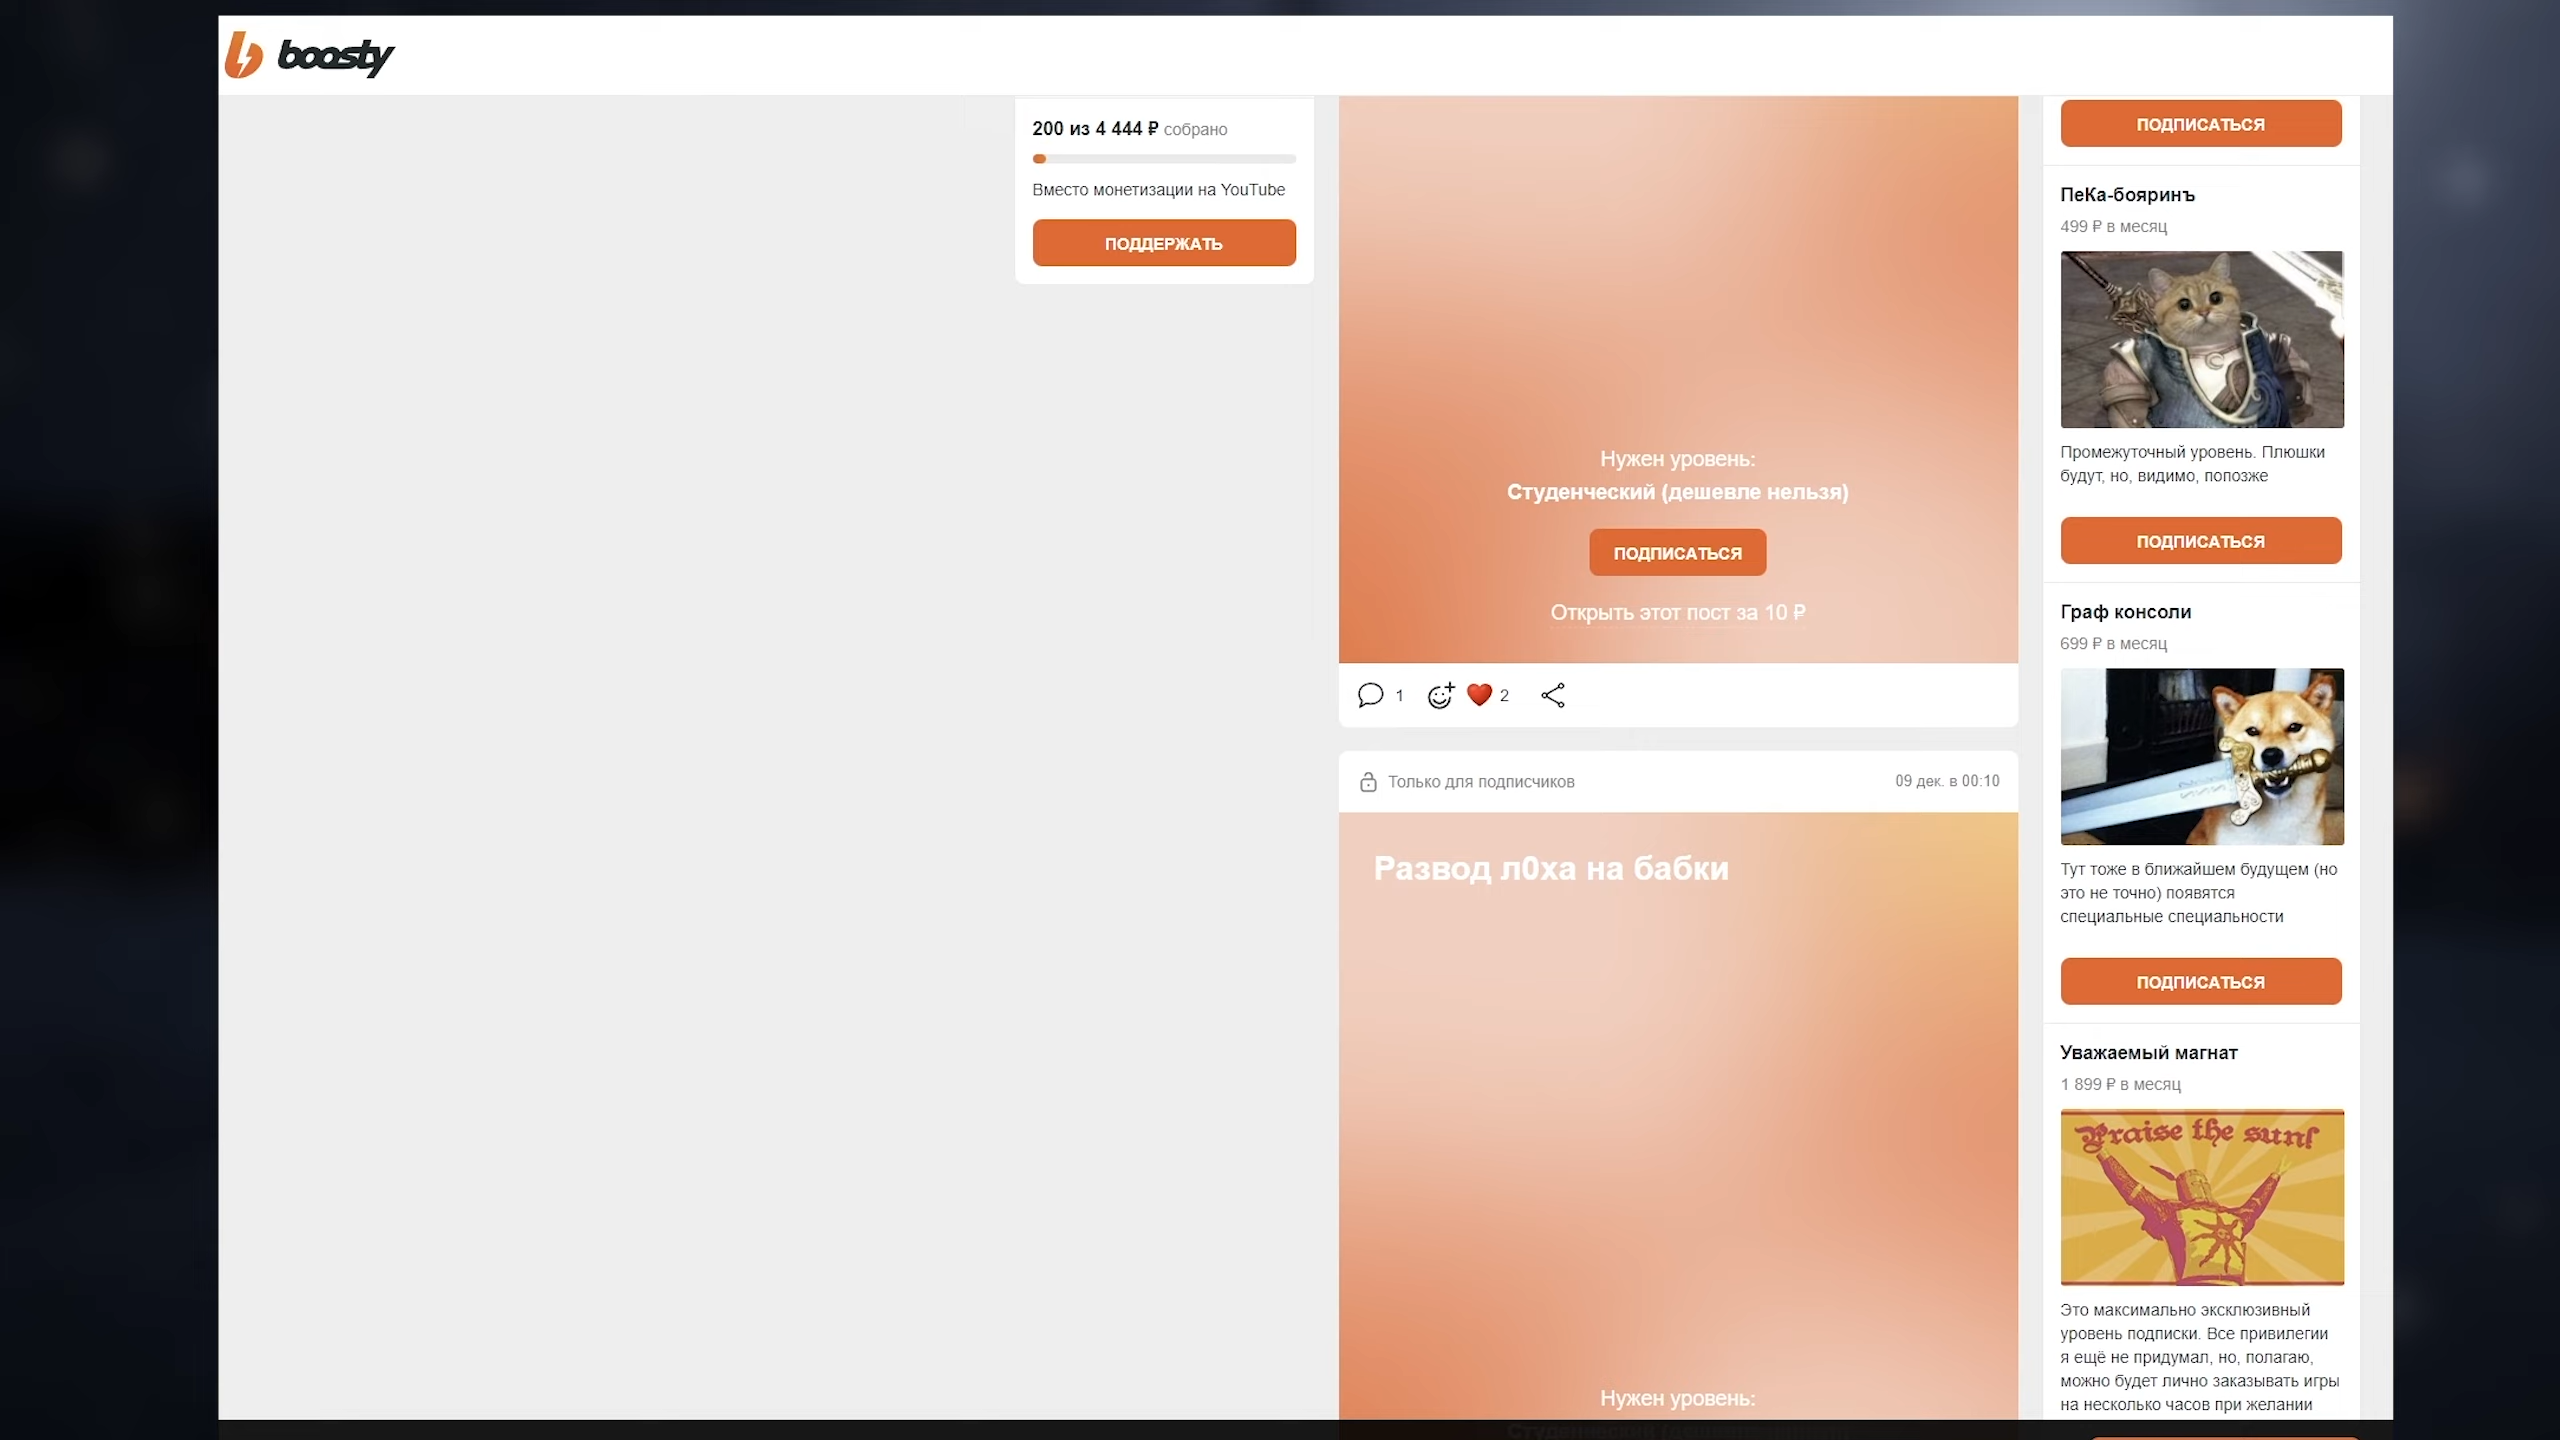 boosty
200 из 4 444 ₽ собрано
Вместо монетизации на YouTube
ПОДДЕРЖАТЬ
Нужен уровень:
Студенческий (дешевле нельзя)
ПОДПИСАТЬСЯ
Открыть этот пост за 10 ₽
1
2
Только для подписчиков
09 дек. в 00:10
Развод л0ха на бабки
Нужен уровень:
ПОДПИСАТЬСЯ
ПеКа-бояринъ
499 ₽ в месяц
Промежуточный уровень. Плюшки
будут, но, видимо, попозже
ПОДПИСАТЬСЯ
Граф консоли
699 ₽ в месяц
Тут тоже в ближайшем будущем (но
это не точно) появятся
специальные специальности
ПОДПИСАТЬСЯ
Уважаемый магнат
1 899 ₽ в месяц
Praise the sun!
Это максимально эксклюзивный
уровень подписки. Все привилегии
я ещё не придумал, но, полагаю,
можно будет лично заказывать игры
на несколько часов при желании